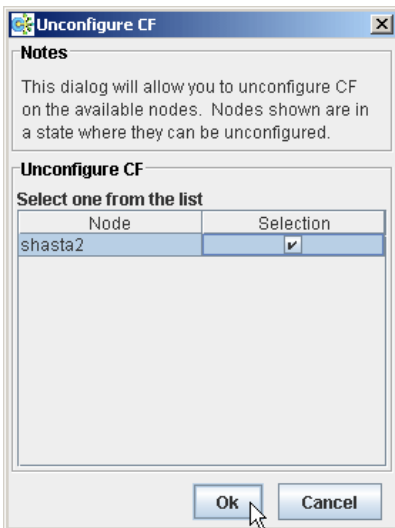 Unconfigure CF
Notes
This dialog will allow you to unconfigure CF
on the available nodes. Nodes shown are in
a state where they can be unconfigured.
Unconfigure CF
Select one from the list
Node Selection
shasta2
Ok Cancel